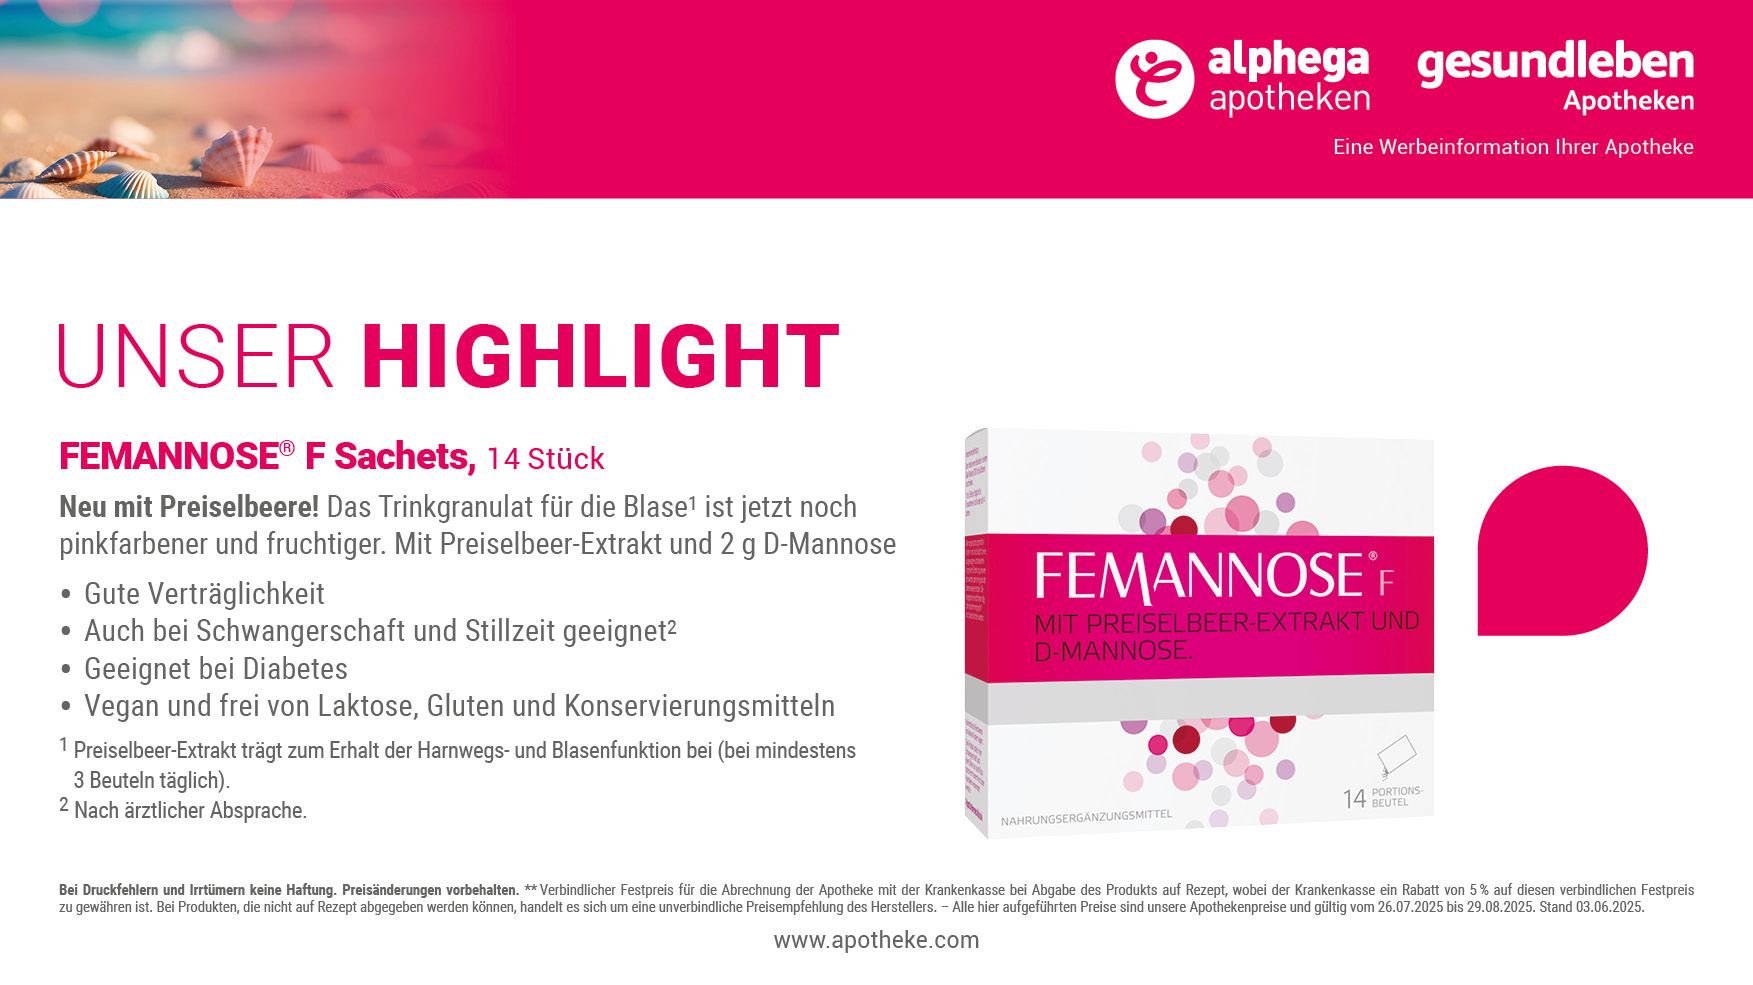 alphega
apotheken
gesundleben
Apotheken
Eine Werbeinformation Ihrer Apotheke
UNSER HIGHLIGHT
FEMANNOSE® F Sachets, 14 Stück
Neu mit Preiselbeere! Das Trinkgranulat für die Blase¹ ist jetzt noch
pinkfarbener und fruchtiger. Mit Preiselbeer-Extrakt und 2 g D-Mannose
• Gute Verträglichkeit
• Auch bei Schwangerschaft und Stillzeit geeignet²
• Geeignet bei Diabetes
• Vegan und frei von Laktose, Gluten und Konservierungsmitteln
¹ Preiselbeer-Extrakt trägt zum Erhalt der Harnwegs- und Blasenfunktion bei (bei mindestens
3 Beuteln täglich).
² Nach ärztlicher Absprache.
FEMANNOSE® F
MIT PREISELBEER-EXTRAKT UND
D-MANNOSE.
NAHRUNGSERGÄNZUNGSMITTEL
14 PORTIONS-
BEUTEL
Bei Druckfehlern und Irrtümern keine Haftung. Preisänderungen vorbehalten. ** Verbindlicher Festpreis für die Abrechnung der Apotheke mit der Krankenkasse bei Abgabe des Produkts auf Rezept, wobei der Krankenkasse ein Rabatt von 5 % auf diesen verbindlichen Festpreis
zu gewähren ist. Bei Produkten, die nicht auf Rezept abgegeben werden können, handelt es sich um eine unverbindliche Preisempfehlung des Herstellers. – Alle hier aufgeführten Preise sind unsere Apothekenpreise und gültig vom 26.07.2025 bis 29.08.2025. Stand 03.06.2025.
www.apotheke.com